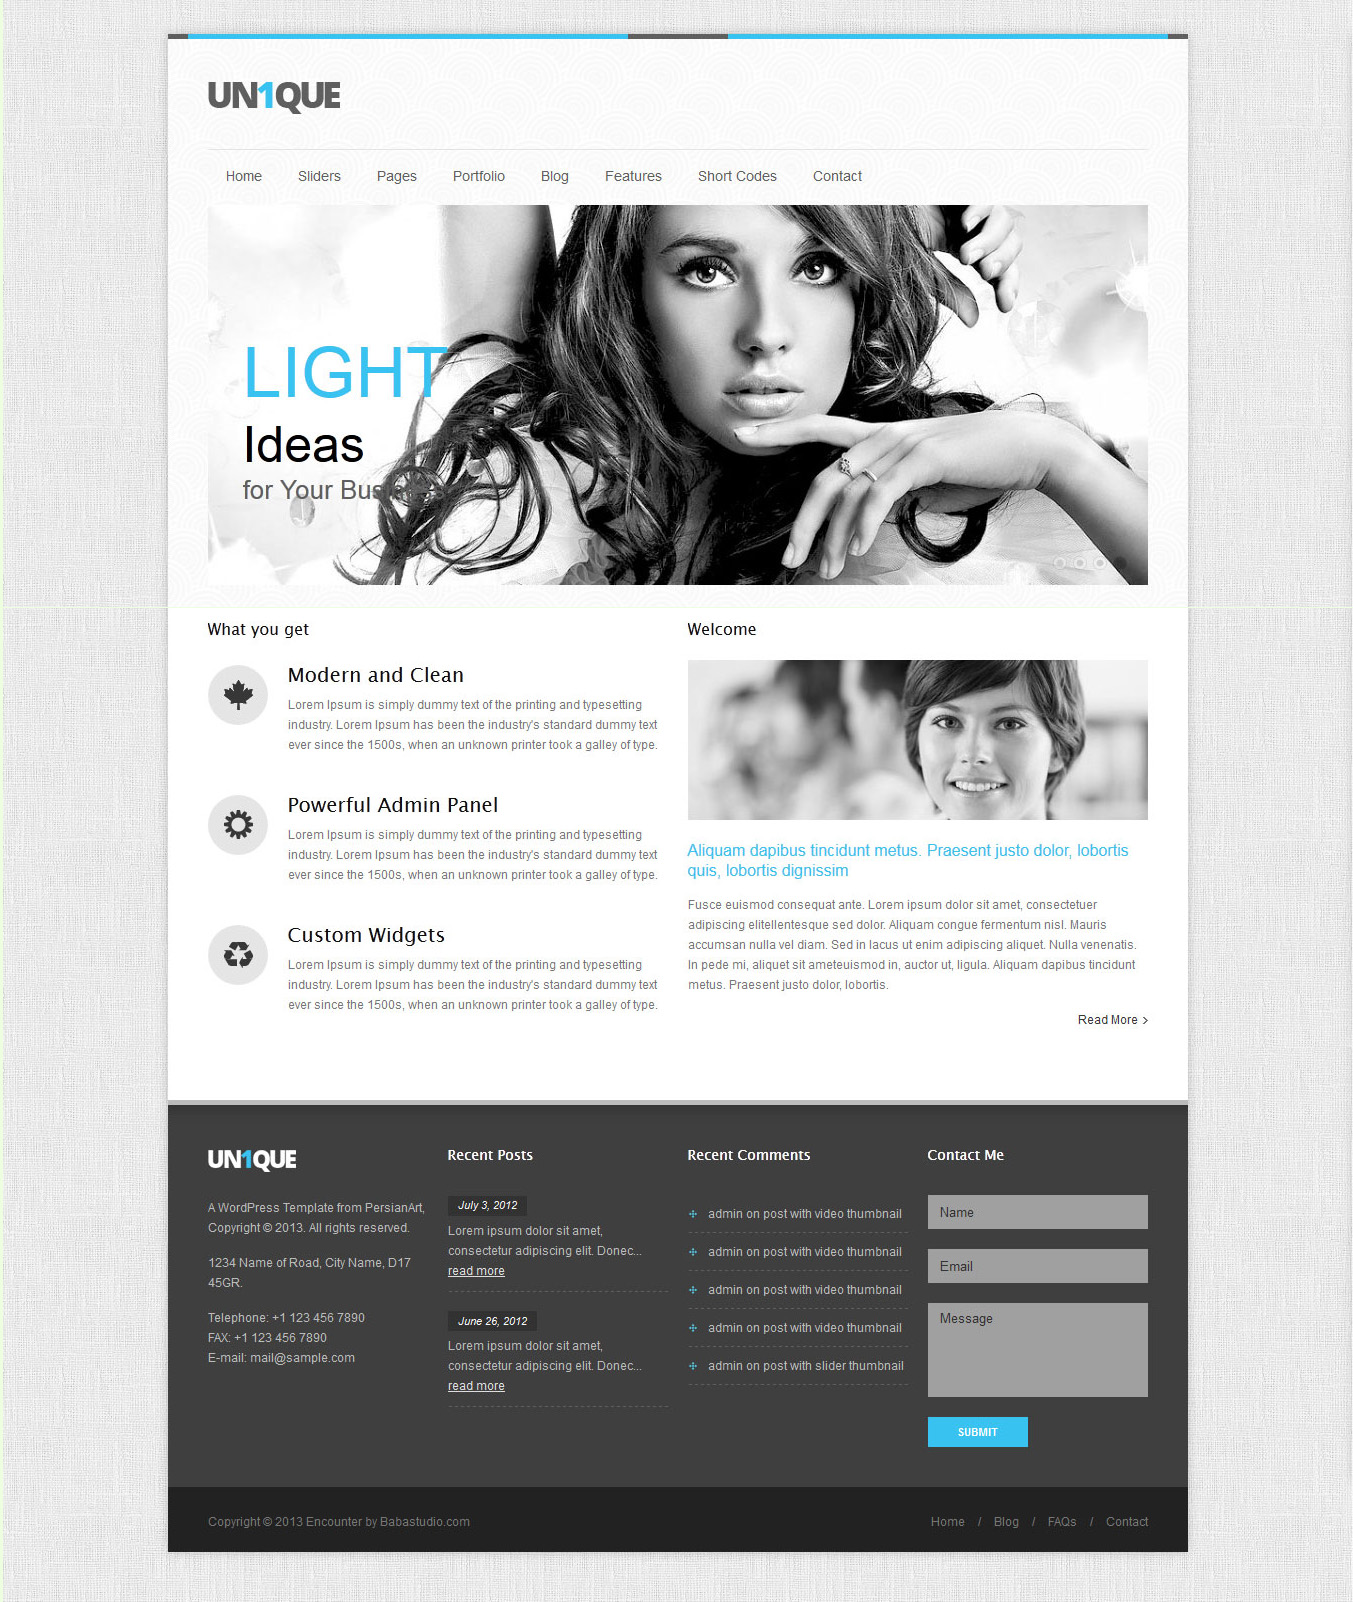 UN1QUE
Home Sliders Pages Portfolio Blog Features Short Codes Contact
LIGHT
Ideas
for Your
What you get
Modern and Clean
Lorem Ipsum is simply dummy text of the printing and typesetting
industry. Lorem Ipsum has been the industry's standard dummy text
ever since the 1500s, when an unknown printer took a galley of type.
Powerful Admin Panel
Lorem Ipsum is simply dummy text of the printing and typesetting
industry. Lorem Ipsum has been the industry's standard dummy text
ever since the 1500s, when an unknown printer took a galley of type.
Custom Widgets
Lorem Ipsum is simply dummy text of the printing and typesetting
industry. Lorem Ipsum has been the industry's standard dummy text
ever since the 1500s, when an unknown printer took a galley of type.
Welcome
Aliquam dapibus tincidunt metus. Praesent justo dolor, lobortis
quis, lobortis dignissim
Fusce euismod consequat ante. Lorem ipsum dolor sit amet, consectetuer
adipiscing elitellentesque sed dolor. Aliquam congue fermentum nisl. Mauris
accumsan nulla vel diam. Sed in lacus ut enim adipiscing aliquet. Nulla venenatis.
In pede mi, aliquet sit ameteuismod in, auctor ut, ligula. Aliquam dapibus tincidunt
metus. Praesent justo dolor, lobortis.
Read More >
UN1QUE
A WordPress Template from PersianArt,
Copyright © 2013. All rights reserved.
1234 Name of Road, City Name, D17
45GR.
Telephone: +1 123 456 7890
FAX: +1 123 456 7890
E-mail: mail@sample.com
Recent Posts
July 3, 2012
Lorem ipsum dolor sit amet,
consectetur adipiscing elit. Donec...
read more
June 26, 2012
Lorem ipsum dolor sit amet,
consectetur adipiscing elit. Donec...
read more
Recent Comments
admin on post with video thumbnail
admin on post with video thumbnail
admin on post with video thumbnail
admin on post with video thumbnail
admin on post with slider thumbnail
Contact Me
Name
Email
Message
SUBMIT
Copyright © 2013 Encounter by Babastudio.com
Home / Blog / FAQs / Contact